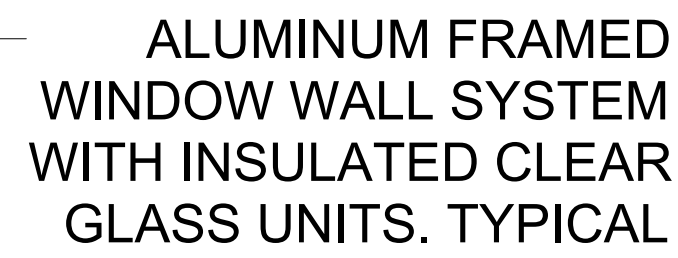 ALUMINUM FRAMED
WINDOW WALL SYSTEM
WITH INSULATED CLEAR
GLASS UNITS. TYPICAL